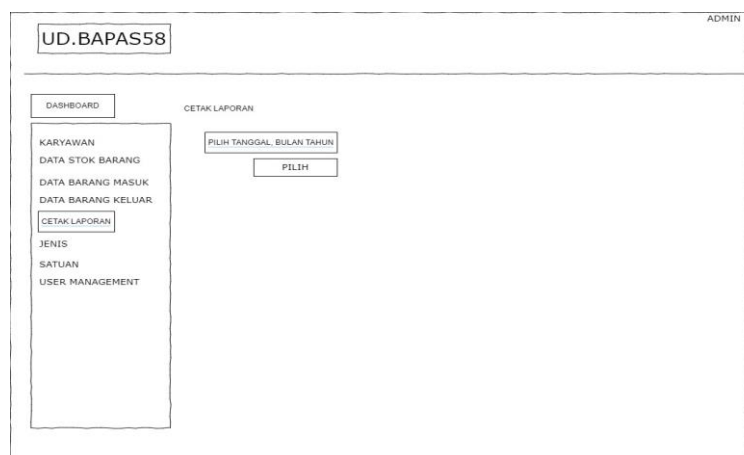 ADMIN
UD.BAPAS58
DASHBOARD
KARYAWAN
DATA STOK BARANG
DATA BARANG MASUK
DATA BARANG KELUAR
CETAK LAPORAN
JENIS
SATUAN
USER MANAGEMENT
CETAK LAPORAN
PILIH TANGGAL, BULAN TAHUN
PILIH